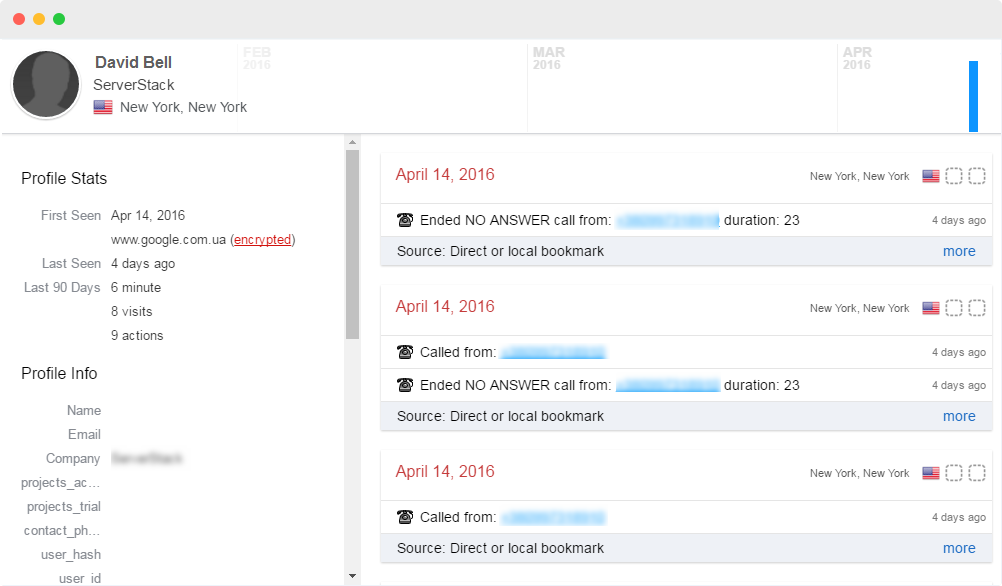 David Bell
ServerStack
New York, New York
FEB
2016
MAR
2016
APR
2016
Profile Stats
First Seen Apr 14, 2016
www.google.com.ua (encrypted)
Last Seen 4 days ago
Last 90 Days 6 minute
8 visits
9 actions
Profile Info
Name
Email
Company
projects_ac...
projects_trial
contact_ph...
user_hash
user_id
April 14, 2016 New York, New York
Ended NO ANSWER call from: duration: 23 4 days ago
Source: Direct or local bookmark more
April 14, 2016 New York, New York
Called from: 4 days ago
Ended NO ANSWER call from: duration: 23 4 days ago
Source: Direct or local bookmark more
April 14, 2016 New York, New York
Called from: 4 days ago
Source: Direct or local bookmark more